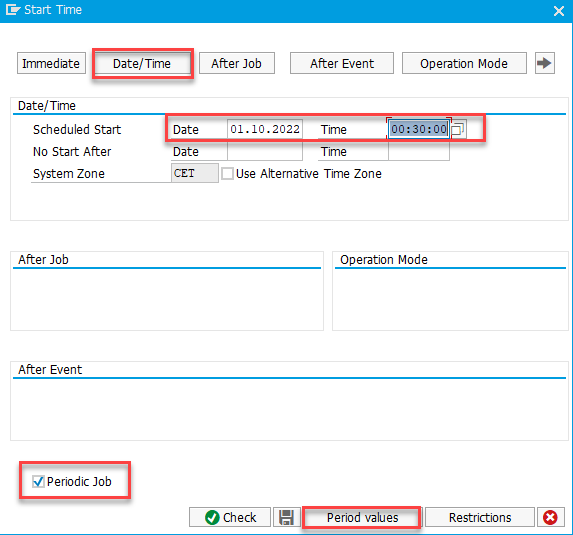 Start Time
Immediate Date/Time After Job After Event Operation Mode
Date/Time
Scheduled Start Date 01.10.2022 Time 00:30:00
No Start After Date Time
System Zone CET Use Alternative Time Zone
After Job Operation Mode
After Event
Periodic Job
Check Period values Restrictions